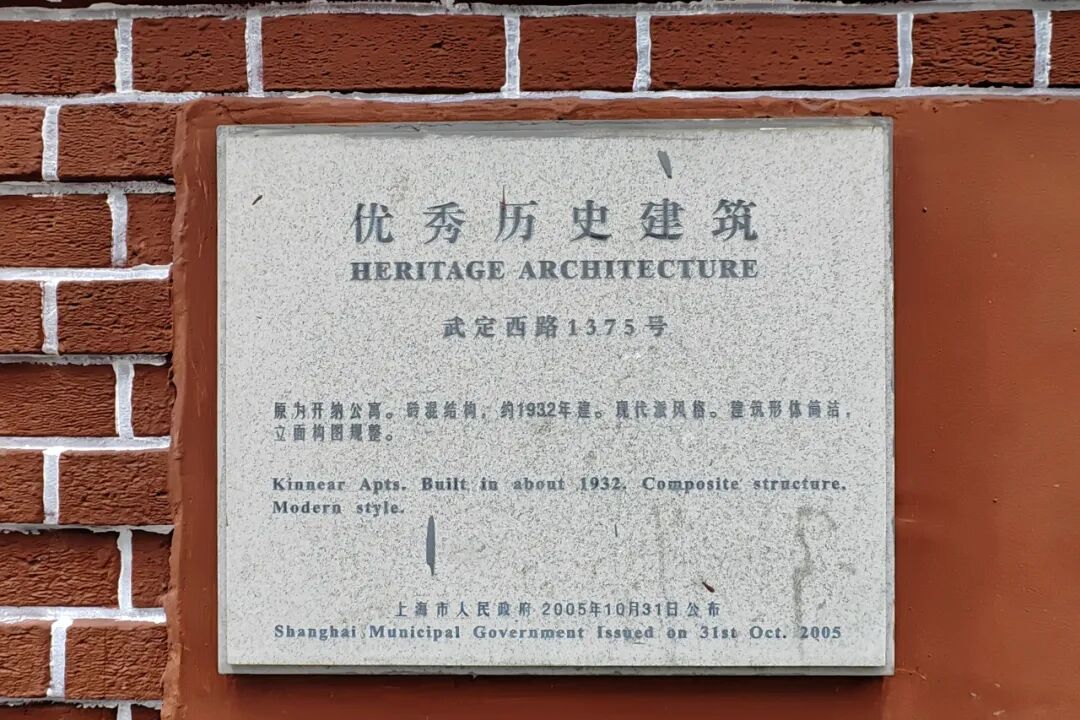 优秀历史建筑
HERITAGE ARCHITECTURE
武定西路1375号
原为开纳公寓。砖混结构，约1932年建。现代派风格。建筑形体简洁，
立面构图规整。
Kinnear Apts. Built in about 1932. Composite structure.
Modern style.
上海市人民政府 2005年10月31日公布
Shanghai Municipal Government Issued on 31st Oct. 2005